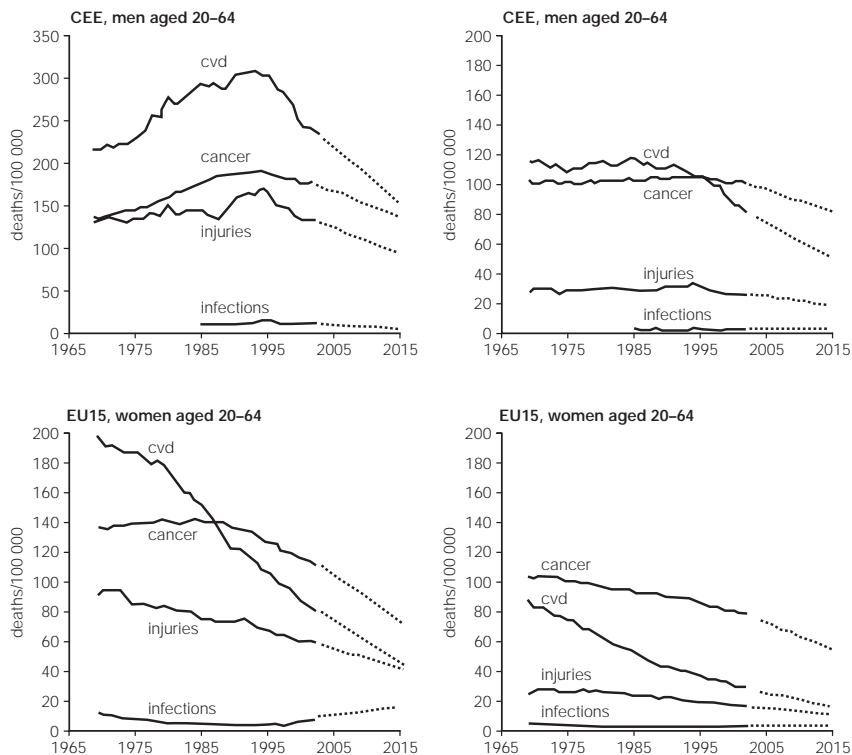 CEE, men aged 20–64
350
300
250
200
150
100
50
0
deaths/100 000
cvd
cancer
injuries
infections
1965 1975 1985 1995 2005 2015
CEE, men aged 20–64
200
180
160
140
120
100
80
60
40
20
0
deaths/100 000
cvd
cancer
injuries
infections
1965 1975 1985 1995 2005 2015
EU15, women aged 20–64
200
180
160
140
120
100
80
60
40
20
0
deaths/100 000
cvd
cancer
injuries
infections
1965 1975 1985 1995 2005 2015
EU15, women aged 20–64
200
180
160
140
120
100
80
60
40
20
0
deaths/100 000
cancer
cvd
injuries
infections
1965 1975 1985 1995 2005 2015